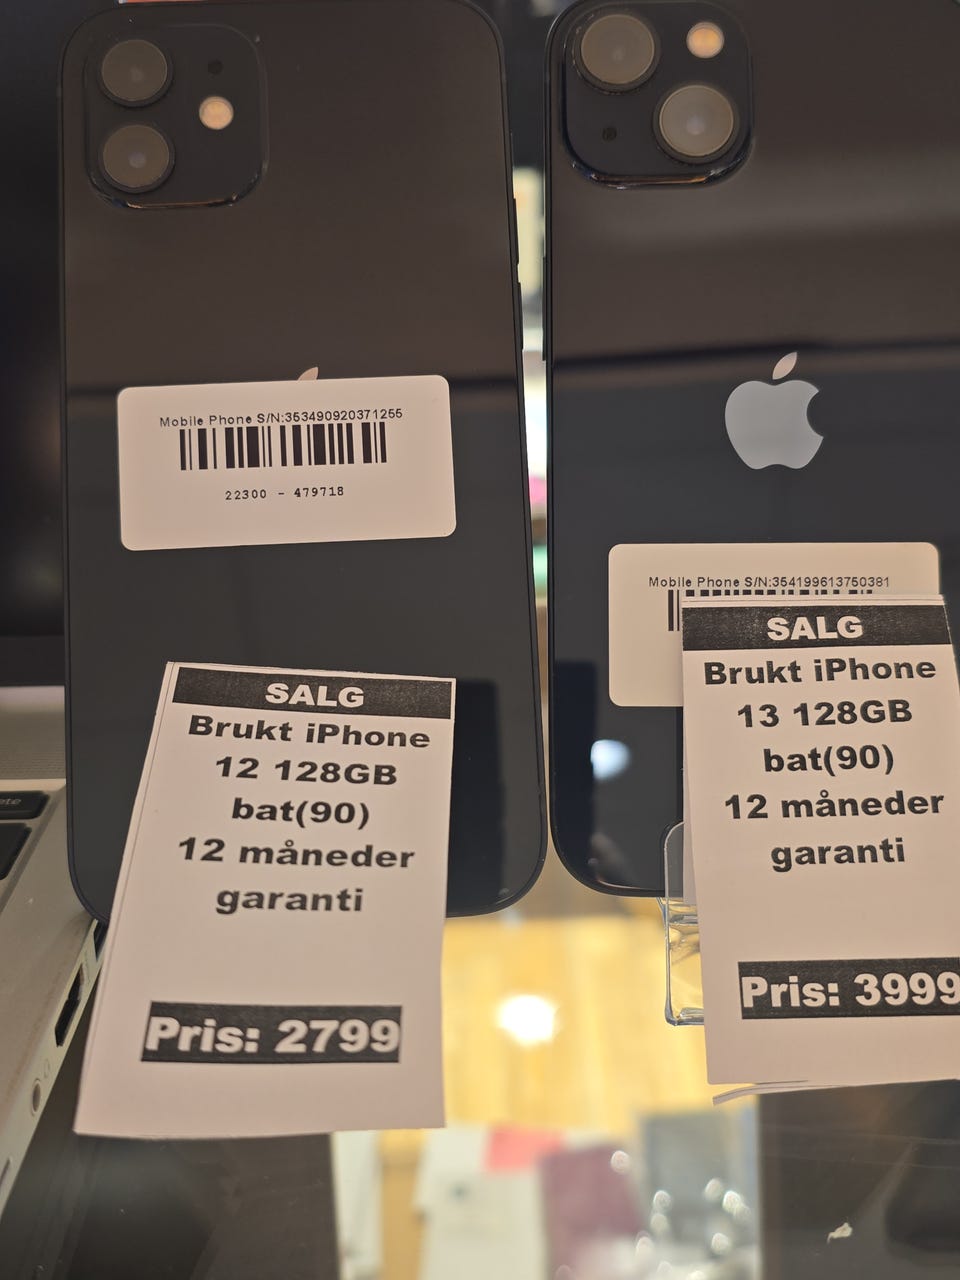 Mobile Phone S/N:353490920371255
22300 - 479718
SALG
Brukt iPhone
12 128GB
bat(90)
12 måneder
garanti
Pris: 2799
Mobile Phone S/N:354199613750381
SALG
Brukt iPhone
13 128GB
bat(90)
12 måneder
garanti
Pris: 3999